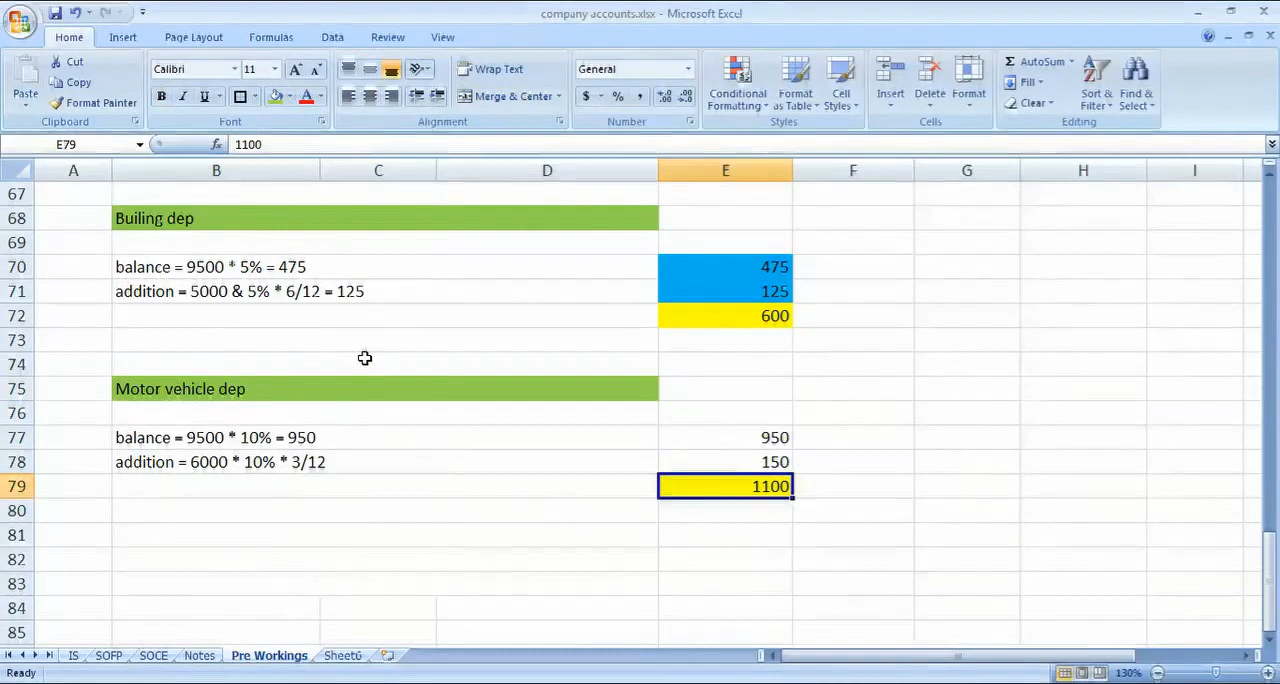 company accounts.xlsx - Microsoft Excel
Home Insert Page Layout Formulas Data Review View
Paste
Cut
Copy
Format Painter
Clipboard
Calibri 11
B I U
Font
Wrap Text
Merge & Center
Alignment
General
$ % ,
Number
Conditional Formatting
Format as Table
Cell Styles
Styles
Insert Delete Format
Cells
Σ AutoSum
Fill
Clear
Sort & Filter
Find & Select
Editing
E79 fx 1100
A B C D E F G H I
67
68 Builing dep
69
70 balance = 9500 * 5% = 475 475
71 addition = 5000 & 5% * 6/12 = 125 125
72 600
73
74
75 Motor vehicle dep
76
77 balance = 9500 * 10% = 950 950
78 addition = 6000 * 10% * 3/12 150
79 1100
80
81
82
83
84
85
IS SOFP SOCE Notes Pre Workings Sheet6
Ready 130%